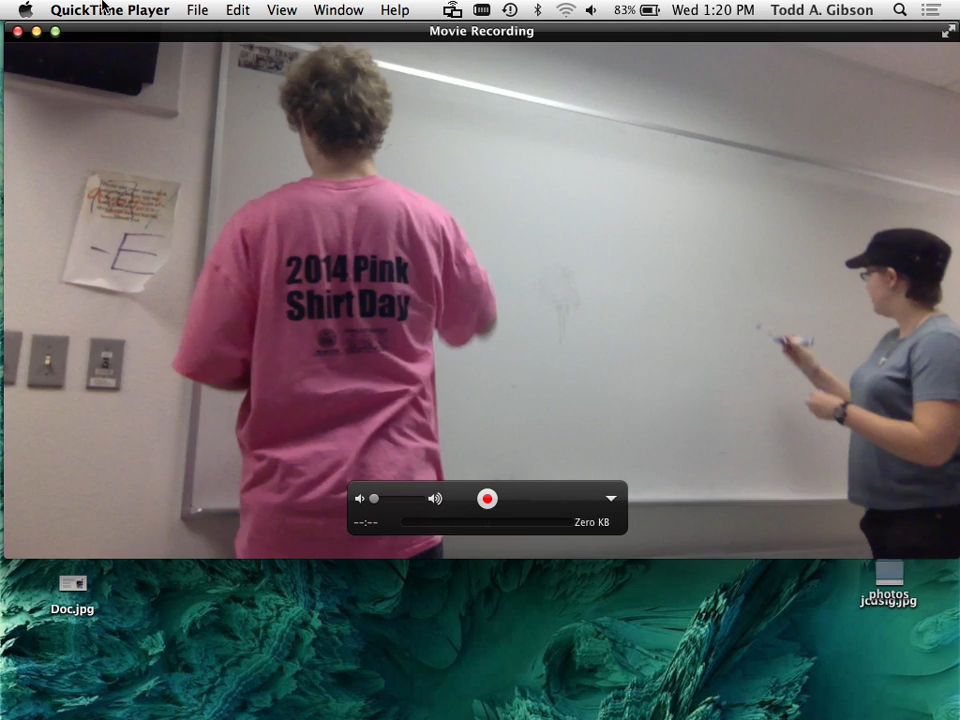 QuickTime Player File Edit View Window Help 83% Wed 1:20 PM Todd A. Gibson
Movie Recording
-E
2014 Pink
Shirt Day
--:-- Zero KB
Doc.jpg
photos
jcusig.jpg